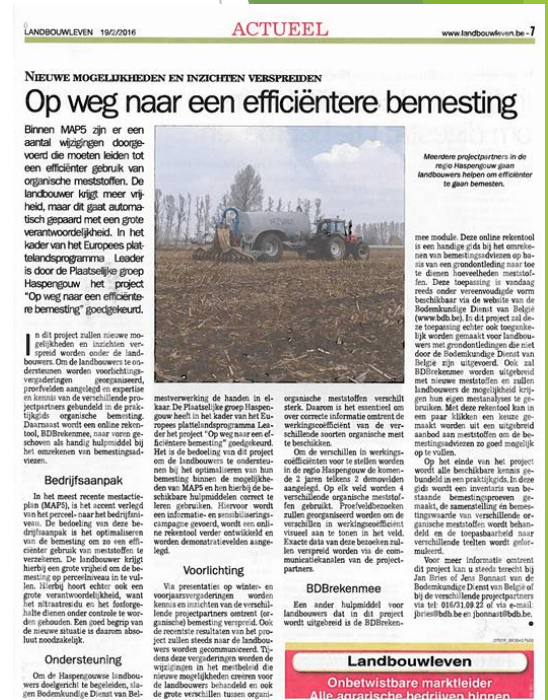 LANDBOUWLEVEN 19/2/2016
ACTUEEL
www.landbouwleven.be - 7
NIEUWE MOGELIJKHEDEN EN INZICHTEN VERSPREIDEN
Op weg naar een efficiëntere bemesting
Binnen MAP5 zijn er een
aantal wijzigingen doorge-
voerd die moeten leiden tot
een efficiënter gebruik van
organische meststoffen. De
landbouwer krijgt meer vrij-
heid, maar dit gaat automa-
tisch gepaard met een grote
verantwoordelijkheid. In het
kader van het Europees plat-
telandsprogramma Leader
is door de Plaatselijke groep
Haspengouw het project
"Op weg naar een efficiënte-
re bemesting" goedgekeurd.
Meerdere projectpartners in de
regio Haspengouw gaan
landbouwers helpen om efficiënter
te gaan bemesten.
In dit project zullen nieuwe mo-
gelijkheden en inzichten ver-
spreid worden onder de land-
bouwers. Om de landbouwers te on-
dersteunen worden voorlichtings-
vergaderingen georganiseerd,
proefvelden aangelegd en expertise
en kennis van de verschillende pro-
jectpartners gebundeld in de prak-
tijkgids organische bemesting.
Daarnaast wordt een online reken-
tool, BDBrekenmee, naar voren ge-
schoven als handig hulpmiddel bij
het omrekenen van bemestingsad-
viezen.
Bedrijfsaanpak
In het meest recente mestactie-
plan (MAP5), is het accent verlegd
van het perceel- naar het bedrijfsni-
veau. De bedoeling van deze be-
drijfsaanpak is het optimaliseren
van de bemesting om zo een effi-
ciënter gebruik van meststoffen te
verzekeren. De landbouwer krijgt
hierbij een grote vrijheid om de be-
mesting op perceelniveau in te vul-
len. Hierbij hoort echter ook een
grote verantwoordelijkheid, want
het nitraatresidu en het fosforge-
halte dienen onder controle te wor-
den gehouden. Een goed begrip van
de nieuwe situatie is daarom abso-
luut noodzakelijk.
Ondersteuning
Om de Haspengouwse landbou-
wers doelgericht te begeleiden, sla-
gen Bodemkundige Dienst van Bel-
mestverwerking de handen in el-
kaar. De Plaatselijke groep Haspen-
gouw heeft in het kader van het Eu-
ropees plattelandsprogramma Lea-
der het project "Op weg naar een ef-
ficiëntere bemesting" goedgekeurd.
Het is de bedoeling van dit project
om de landbouwers te ondersteu-
nen bij het optimaliseren van hun
bemesting binnen de mogelijkhe-
den van MAP5 en hen hierbij de be-
schikbare hulpmiddelen correct te
leren gebruiken. Hiervoor wordt
een informatie- en sensibiliserings-
campagne gevoerd, wordt een onli-
ne rekentool verder ontwikkeld en
worden demonstratievelden aange-
legd.
Voorlichting
Via presentaties op winter- en
voorjaarsvergaderingen worden
kennis en inzichten van de verschil-
lende projectpartners omtrent (or-
ganische) bemesting verspreid. Ook
de recentste resultaten van het pro-
ject zullen steeds naar de landbou-
wers worden gecommuniceerd. Tij-
dens deze vergaderingen worden de
wijzigingen in het mestbeleid en de
nieuwe mogelijkheden ervan voor
de landbouwers behandeld en ook
de grote verschillen tussen organi-
organische meststoffen verschilt
sterk. Daarom is het essentieel om
over correcte informatie omtrent de
werkingscoëfficiënt van de ver-
schillende soorten organische mest
te beschikken.
Om de verschillen in werkings-
coëfficiënten voor te stellen worden
in de regio Haspengouw de komen-
de 2 jaren telkens 2 demovelden
aangelegd. Op elk veld worden 4
verschillende organische meststof-
fen gebruikt. Proefveldbezoeken
zullen georganiseerd worden om de
verschillen in werkingscoëfficiënt
visueel aan te tonen in het veld.
Exacte data van deze bezoeken zul-
len verspreid worden via de com-
municatiekanalen van de project-
partners.
BDBrekenmee
Een ander hulpmiddel voor
landbouwers dat in dit project
wordt uitgebreid is de BDBreken-
mee module. Deze online rekentool
is een handige gids bij het omreke-
nen van bemestingsadviezen op ba-
sis van een grondontleding naar toe
te dienen hoeveelheden meststof-
fen. Deze toepassing is vandaag
reeds onder vereenvoudigde vorm
beschikbaar via de website van de
Bodemkundige Dienst van België
(www.bdb.be). In dit project zal de-
ze toepassing echter ook toeganke-
lijk worden gemaakt voor landbou-
wers met grondontledingen die niet
door de Bodemkundige Dienst van
België zijn uitgevoerd. Ook zal
BDBrekenmee worden uitgebreid
met nieuwe meststoffen en zullen
landbouwers de mogelijkheid krij-
gen hun eigen mestanalyses te ge-
bruiken. Met deze rekentool kan in
een paar klikken een keuze ge-
maakt worden uit een uitgebreid
aanbod aan meststoffen om de be-
mestingsadviezen zo goed mogelijk
op te vullen.
Op het einde van het project
wordt alle beschikbare kennis ge-
bundeld in een praktijkgids. In deze
gids wordt een inventaris van be-
staande bemestingsproeven ge-
maakt, de samenstelling en bemes-
tingswaarde van verschillende or-
ganische meststoffen wordt behan-
deld en de toepasbaarheid naar
verschillende teelten wordt gefor-
muleerd.
Voor meer informatie omtrent
dit project kan u steeds terecht bij
Jan Bries of Jens Bonnast van de
Bodemkundige Dienst van België of
bij de verschillende projectpartners
via tel: 016/31.09.22 of via e-mail:
jbries@bdb.be en jbonnast@bdb.be.
Landbouwleven
Onbetwistbare marktleider
Alle agrarische bedrijven binnen